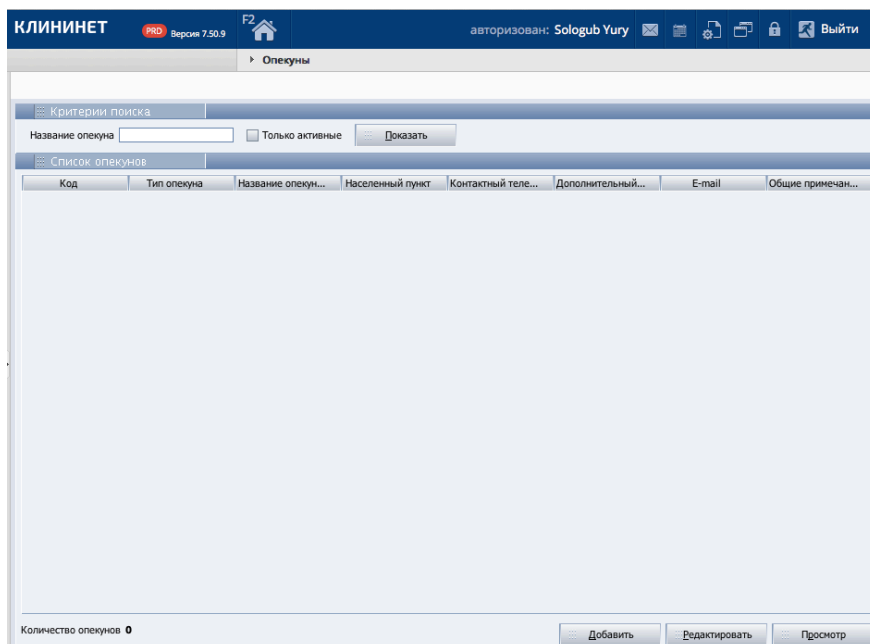 КЛИНИНЕТ PRD Версия 7.50.9 F2 авторизован: Sologub Yury Выйти
Опекуны
Критерии поиска
Название опекуна Только активные Показать
Список опекунов
Код Тип опекуна Название опекун... Населенный пункт Контактный теле... Дополнительный... E-mail Общие примечан...
Количество опекунов 0 Добавить Редактировать Просмотр